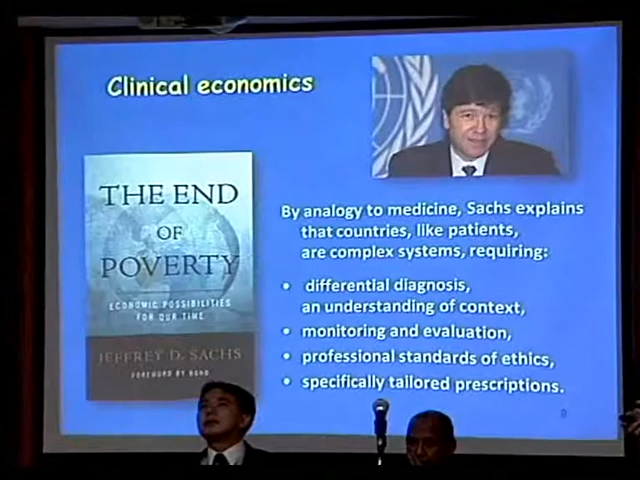 Clinical economics
THE END
OF
POVERTY
ECONOMIC POSSIBILITIES
FOR OUR TIME
JEFFREY D. SACHS
FOREWORD BY BONO
By analogy to medicine, Sachs explains
that countries, like patients,
are complex systems, requiring:
• differential diagnosis,
an understanding of context,
• monitoring and evaluation,
• professional standards of ethics,
• specifically tailored prescriptions.